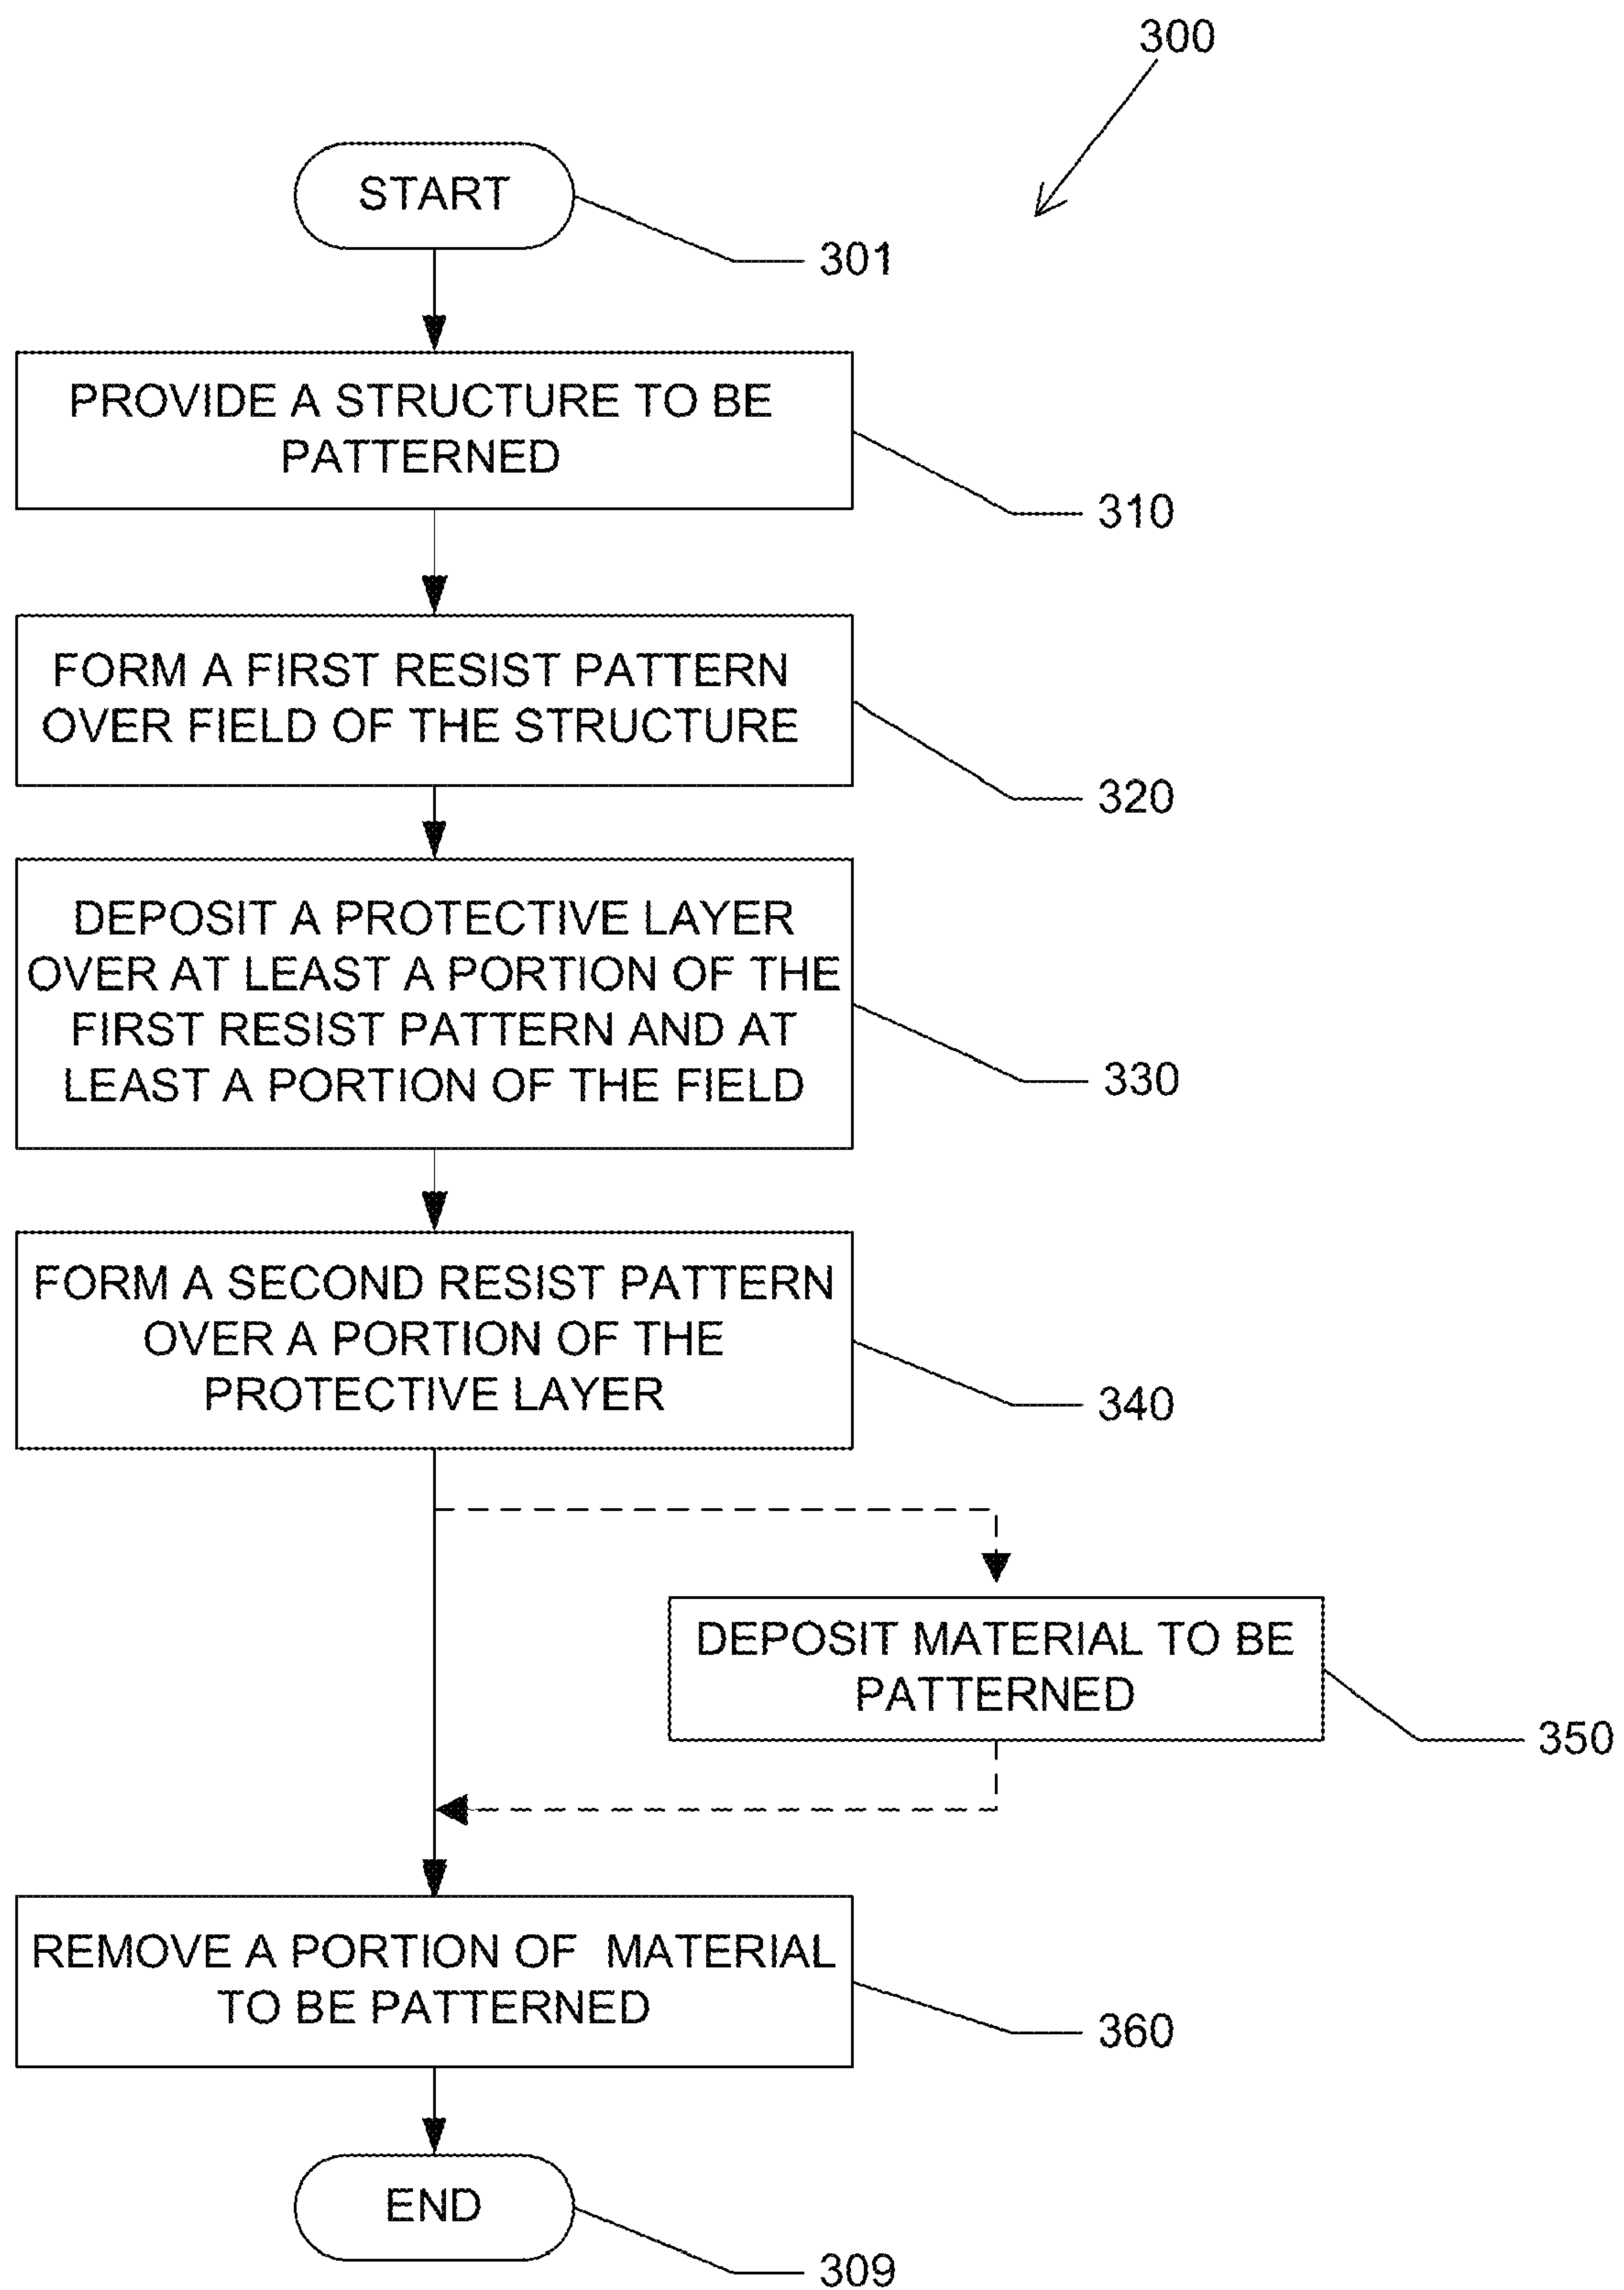 300
START
301
PROVIDE A STRUCTURE TO BE
PATTERNED
310
FORM A FIRST RESIST PATTERN
OVER FIELD OF THE STRUCTURE
320
DEPOSIT A PROTECTIVE LAYER
OVER AT LEAST A PORTION OF THE
FIRST RESIST PATTERN AND AT
LEAST A PORTION OF THE FIELD
330
FORM A SECOND RESIST PATTERN
OVER A PORTION OF THE
PROTECTIVE LAYER
340
DEPOSIT MATERIAL TO BE
PATTERNED
350
REMOVE A PORTION OF MATERIAL
TO BE PATTERNED
360
END
309